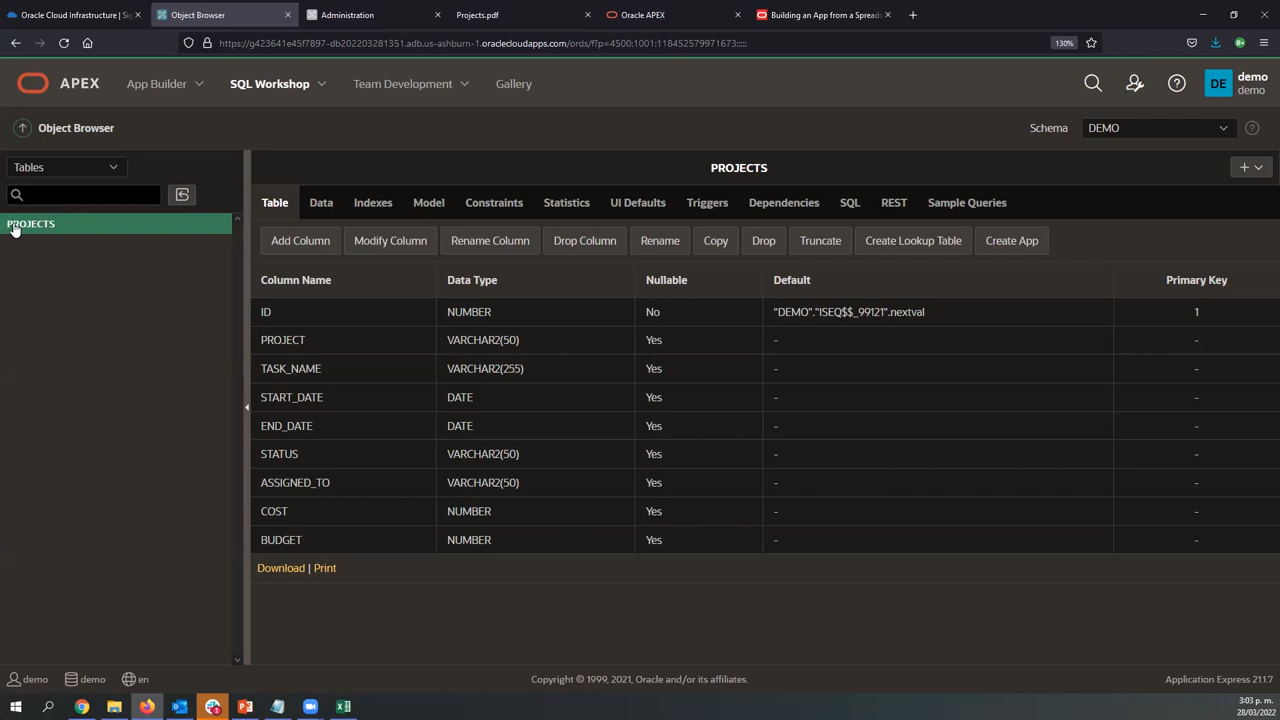 Oracle Cloud Infrastructure | Sig
Object Browser
Administration
Projects.pdf
Oracle APEX
Building an App from a Spreads
https://g423641e45f7897-db202203281351.adb.us-ashburn-1.oraclecloudapps.com/ords/f?p=4500:1001:118452579971673:::::
130%
APEX
App Builder
SQL Workshop
Team Development
Gallery
DE
demo
demo
Object Browser
Schema
DEMO
Tables
PROJECTS
PROJECTS
Table Data Indexes Model Constraints Statistics UI Defaults Triggers Dependencies SQL REST Sample Queries
Add Column Modify Column Rename Column Drop Column Rename Copy Drop Truncate Create Lookup Table Create App
Column Name Data Type Nullable Default Primary Key
ID NUMBER No "DEMO"."ISEQ$$_99121".nextval 1
PROJECT VARCHAR2(50) Yes - -
TASK_NAME VARCHAR2(255) Yes - -
START_DATE DATE Yes - -
END_DATE DATE Yes - -
STATUS VARCHAR2(50) Yes - -
ASSIGNED_TO VARCHAR2(50) Yes - -
COST NUMBER Yes - -
BUDGET NUMBER Yes - -
Download | Print
demo demo en
Copyright © 1999, 2021, Oracle and/or its affiliates.
Application Express 21.1.7
3:03 p. m.
28/03/2022